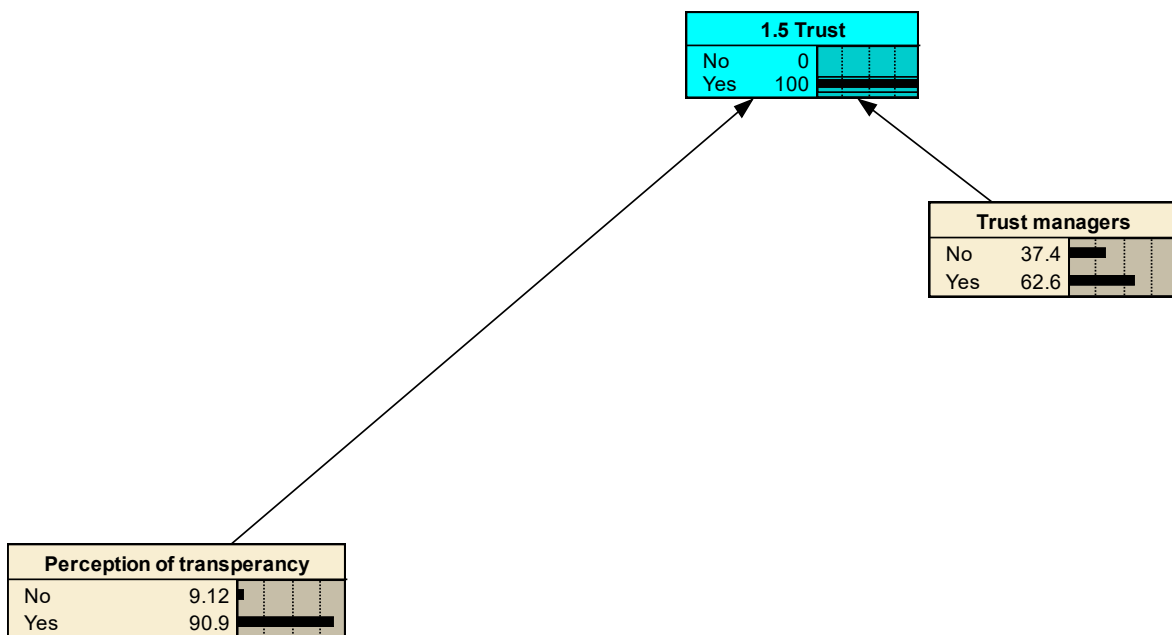 1.5 Trust
No 0
Yes 100
Trust managers
No 37.4
Yes 62.6
Perception of transperancy
No 9.12
Yes 90.9